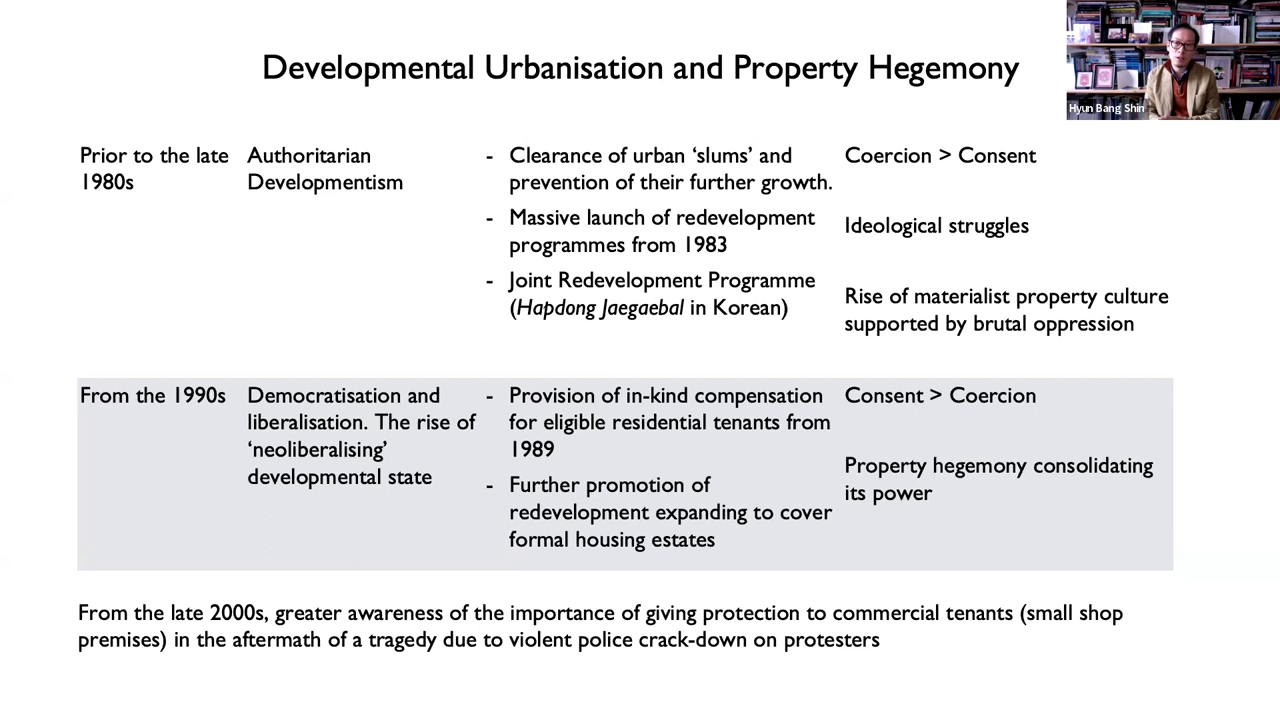 Developmental Urbanisation and Property Hegemony
Hyun Bang Shin
Prior to the late
1980s
Authoritarian
Developmentism
- Clearance of urban ‘slums’ and
prevention of their further growth.
- Massive launch of redevelopment
programmes from 1983
- Joint Redevelopment Programme
(Hapdong Jaegaebal in Korean)
Coercion > Consent
Ideological struggles
Rise of materialist property culture
supported by brutal oppression
From the 1990s
Democratisation and
liberalisation. The rise of
‘neoliberalising’
developmental state
- Provision of in-kind compensation
for eligible residential tenants from
1989
- Further promotion of
redevelopment expanding to cover
formal housing estates
Consent > Coercion
Property hegemony consolidating
its power
From the late 2000s, greater awareness of the importance of giving protection to commercial tenants (small shop
premises) in the aftermath of a tragedy due to violent police crack-down on protesters